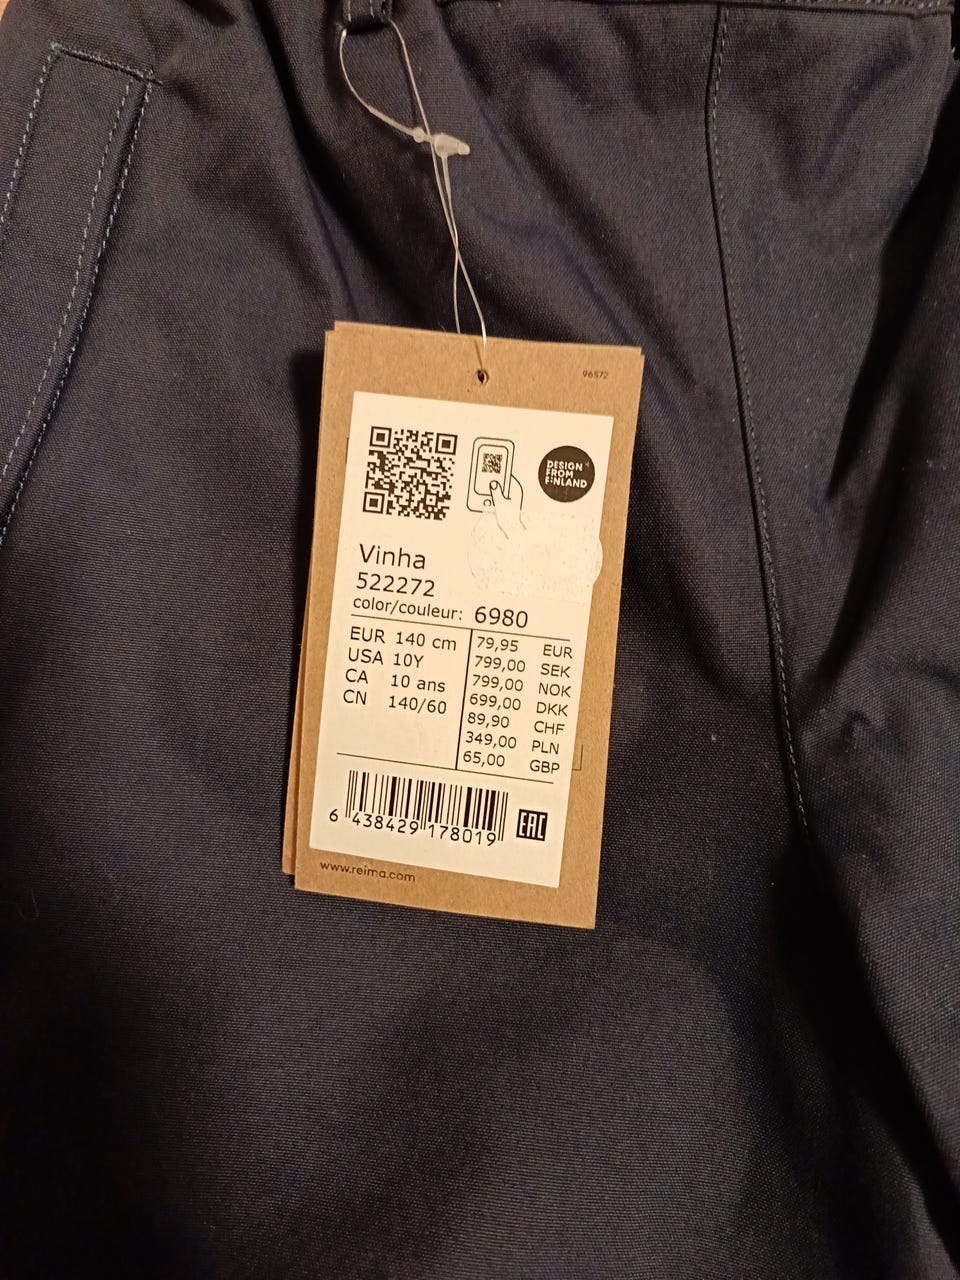 96572
DESIGN
FROM
FINLAND
Vinha
522272
color/couleur: 6980
EUR 140 cm
USA 10Y
CA 10 ans
CN 140/60
79,95 EUR
799,00 SEK
799,00 NOK
699,00 DKK
89,90 CHF
349,00 PLN
65,00 GBP
6 438429 178019
EAC
www.reima.com